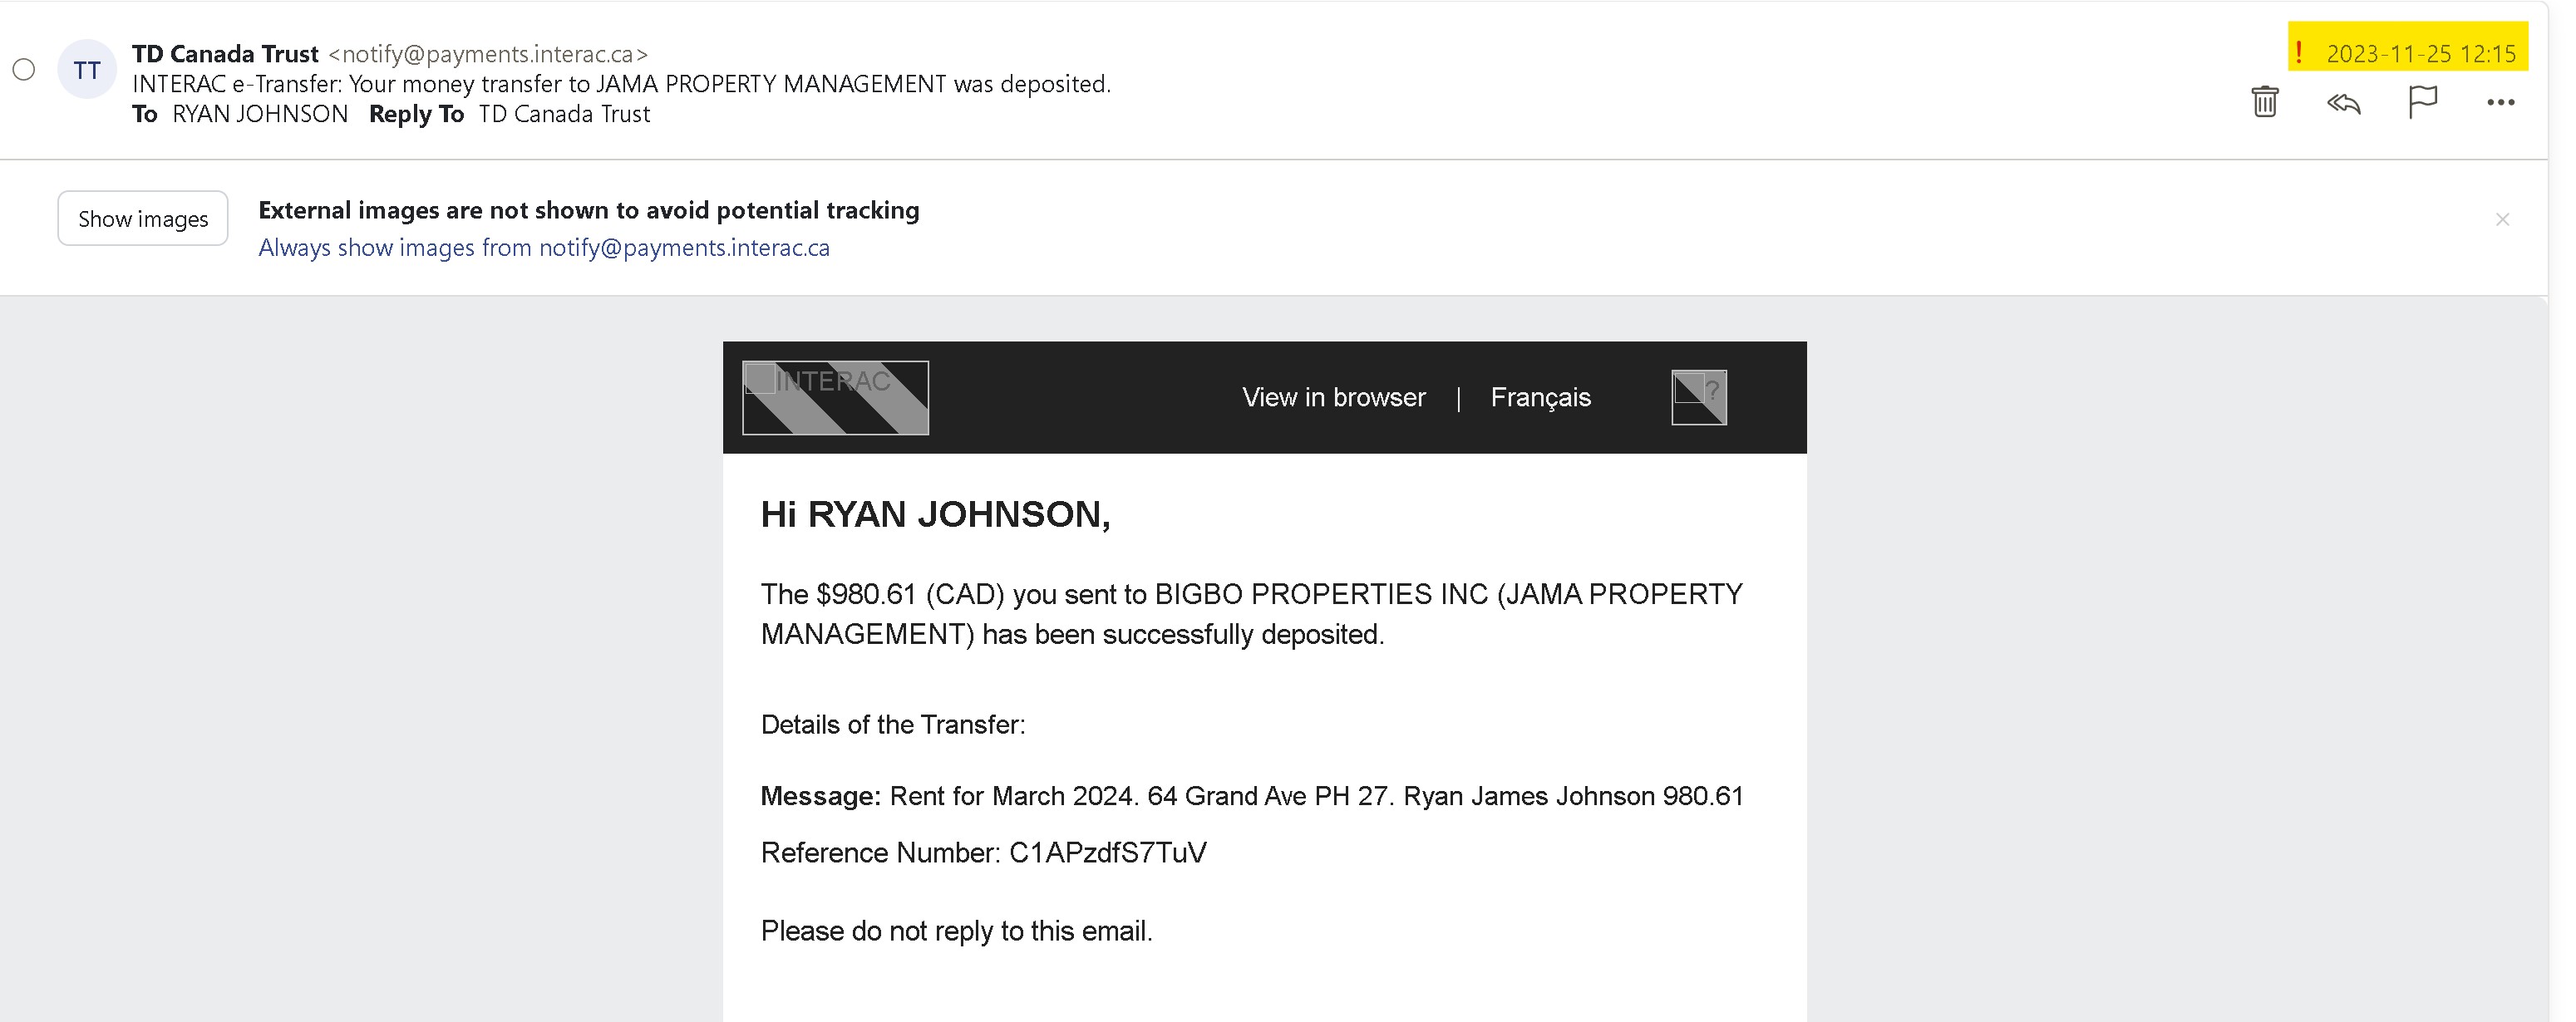 TD Canada Trust <notify@payments.interac.ca>
! 2023-11-25 12:15
TT
INTERAC e-Transfer: Your money transfer to JAMA PROPERTY MANAGEMENT was deposited.
To RYAN JOHNSON Reply To TD Canada Trust
Show images
External images are not shown to avoid potential tracking
Always show images from notify@payments.interac.ca
INTERAC
View in browser | Français
?
Hi RYAN JOHNSON,
The $980.61 (CAD) you sent to BIGBO PROPERTIES INC (JAMA PROPERTY
MANAGEMENT) has been successfully deposited.
Details of the Transfer:
Message: Rent for March 2024. 64 Grand Ave PH 27. Ryan James Johnson 980.61
Reference Number: C1APzdfS7TuV
Please do not reply to this email.